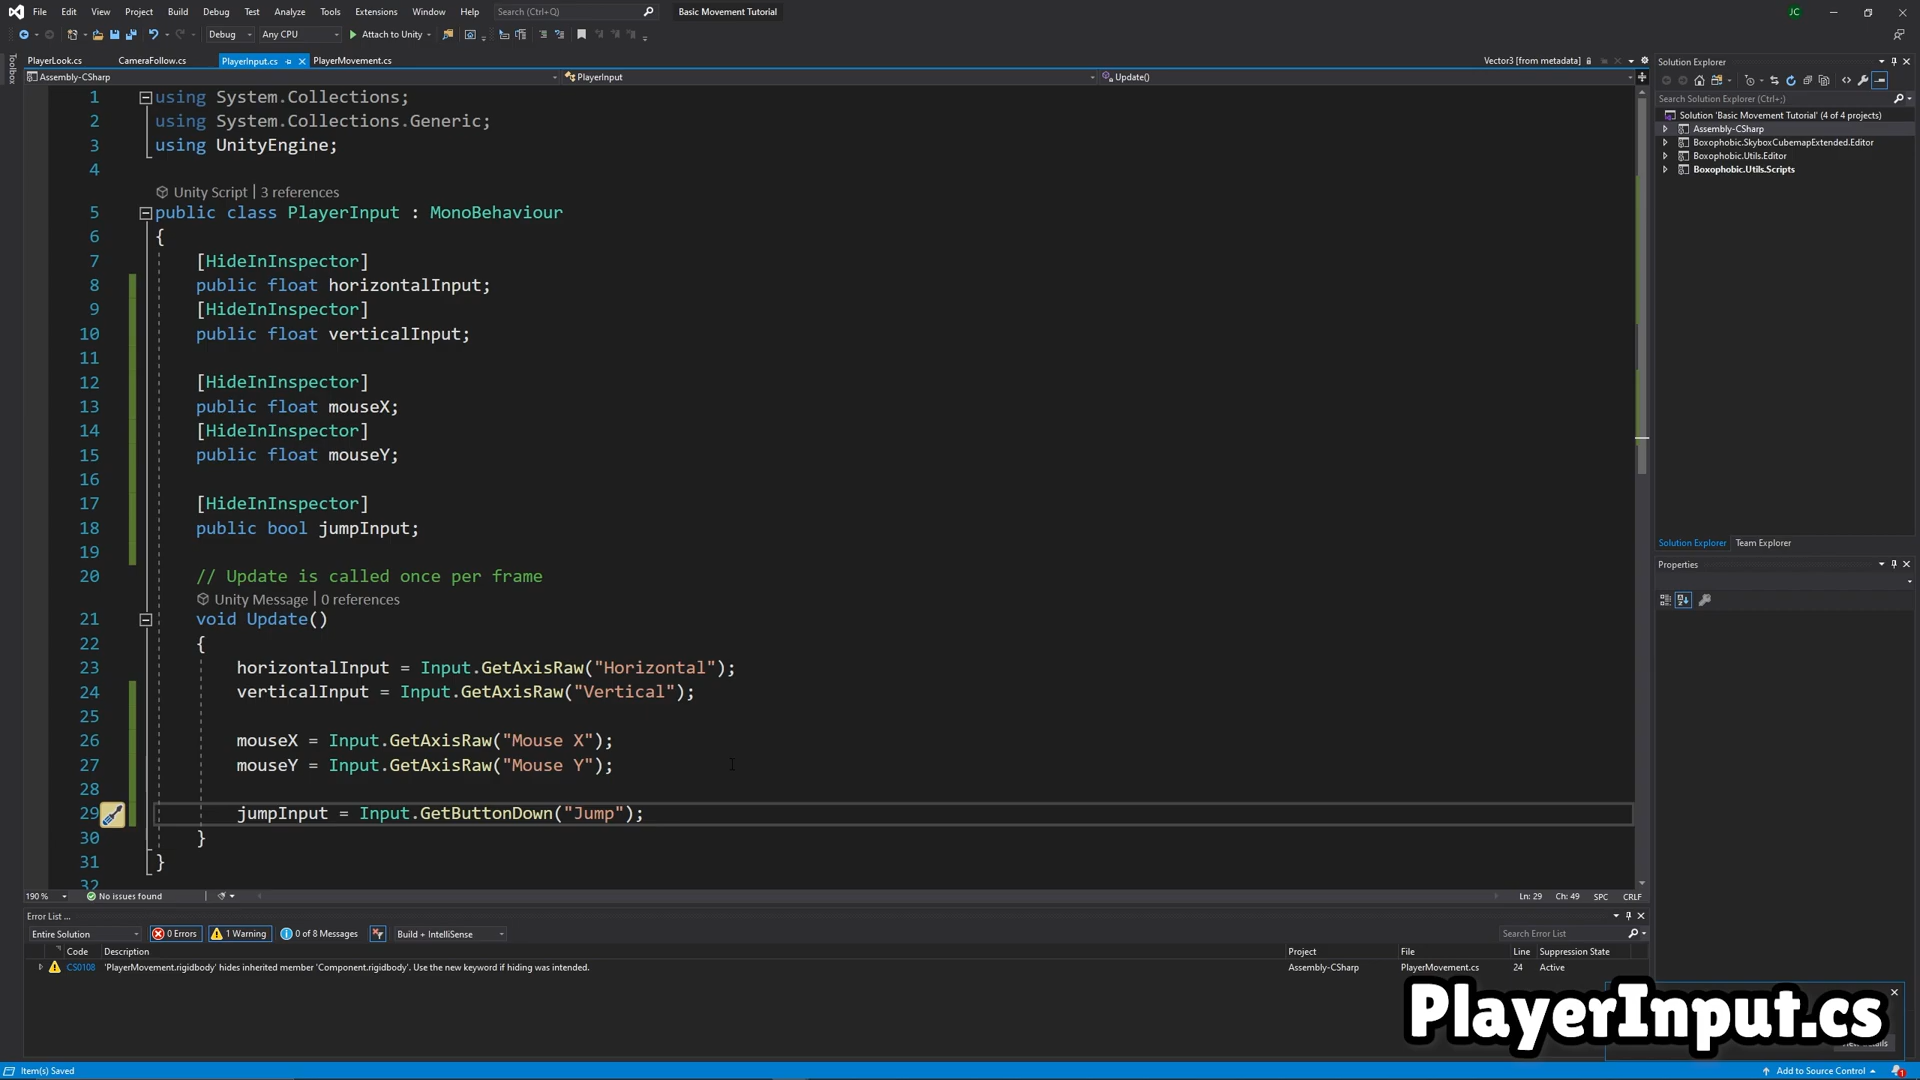 File Edit View Project Build Debug Test Analyze Tools Extensions Window Help Search (Ctrl+Q) Basic Movement Tutorial JC
Debug Any CPU Attach to Unity
PlayerLook.cs CameraFollow.cs PlayerInput.cs PlayerMovement.cs Vector3 [from metadata]
Assembly-CSharp PlayerInput Update()
Toolbox
1 using System.Collections;
2 using System.Collections.Generic;
3 using UnityEngine;
4
Unity Script | 3 references
5 public class PlayerInput : MonoBehaviour
6 {
7 [HideInInspector]
8 public float horizontalInput;
9 [HideInInspector]
10 public float verticalInput;
11
12 [HideInInspector]
13 public float mouseX;
14 [HideInInspector]
15 public float mouseY;
16
17 [HideInInspector]
18 public bool jumpInput;
19
20 // Update is called once per frame
Unity Message | 0 references
21 void Update()
22 {
23 horizontalInput = Input.GetAxisRaw("Horizontal");
24 verticalInput = Input.GetAxisRaw("Vertical");
25
26 mouseX = Input.GetAxisRaw("Mouse X");
27 mouseY = Input.GetAxisRaw("Mouse Y");
28
29 jumpInput = Input.GetButtonDown("Jump");
30 }
31 }
32
190 % No issues found Ln: 29 Ch: 49 SPC CRLF
Solution Explorer
Search Solution Explorer (Ctrl+;)
Solution 'Basic Movement Tutorial' (4 of 4 projects)
Assembly-CSharp
Boxophobic.SkyboxCubemapExtended.Editor
Boxophobic.Utils.Editor
Boxophobic.Utils.Scripts
Solution Explorer Team Explorer
Properties
Error List ...
Entire Solution 0 Errors 1 Warning 0 of 8 Messages Build + IntelliSense Search Error List
Code Description Project File Line Suppression State
CS0108 'PlayerMovement.rigidbody' hides inherited member 'Component.rigidbody'. Use the new keyword if hiding was intended. Assembly-CSharp PlayerMovement.cs 24 Active
PlayerInput.cs
Item(s) Saved Add to Source Control 1